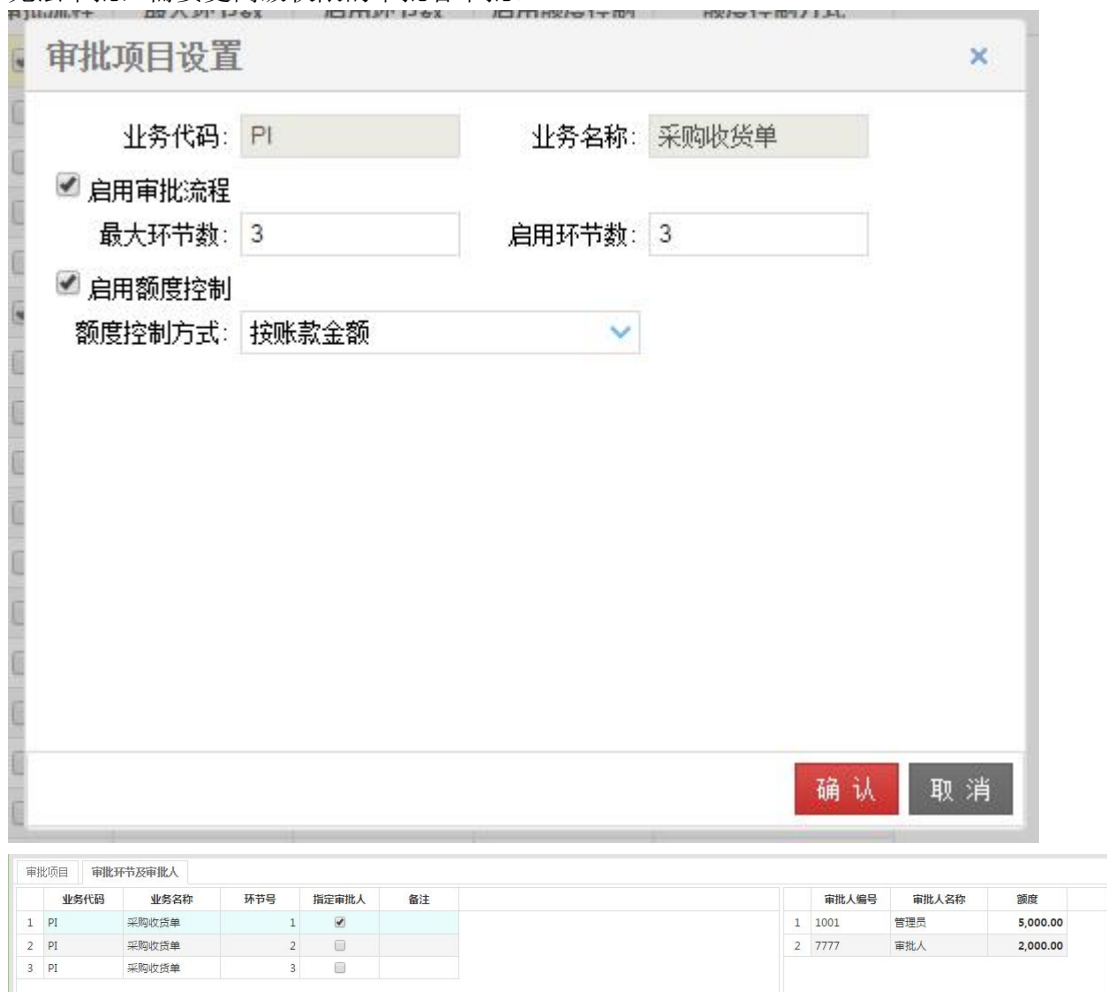 审批项目设置 ×
业务代码: PI 业务名称: 采购收货单
启用审批流程
最大环节数: 3 启用环节数: 3
启用额度控制
额度控制方式: 按账款金额
确 认 取 消
审批项目 审批环节及审批人
业务代码 业务名称 环节号 指定审批人 备注 审批人编号 审批人名称 额度
1 PI 采购收货单 1 1 1001 管理员 5,000.00
2 PI 采购收货单 2 2 7777 审批人 2,000.00
3 PI 采购收货单 3